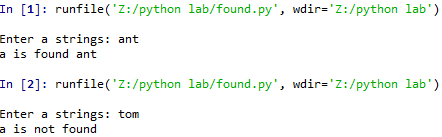 In [1]: runfile('Z:/python lab/found.py', wdir='Z:/python lab')
Enter a strings: ant
a is found ant
In [2]: runfile('Z:/python lab/found.py', wdir='Z:/python lab')
Enter a strings: tom
a is not found